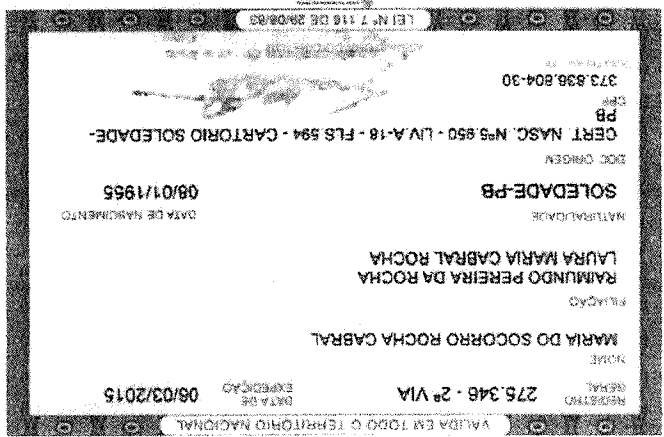 VALIDA EM TODO O TERRITORIO NACIONAL
REGISTRO GERAL 275.346 - 2ª VIA DATA DE EXPEDIÇÃO 06/03/2015
NOME
MARIA DO SOCORRO ROCHA CABRAL
FILIAÇÃO
RAIMUNDO PEREIRA DA ROCHA
LAURA MARIA CABRAL ROCHA
NATURALIDADE DATA DE NASCIMENTO
SOLEDADE-PB 08/01/1955
DOC ORIGEM
CERT. NASC. Nº5.950 - LIV.A-18 - FLS 594 - CARTORIO SOLEDADE-
PB
CPF
373.836.804-30
LEI Nº 7.116 DE 29/08/83